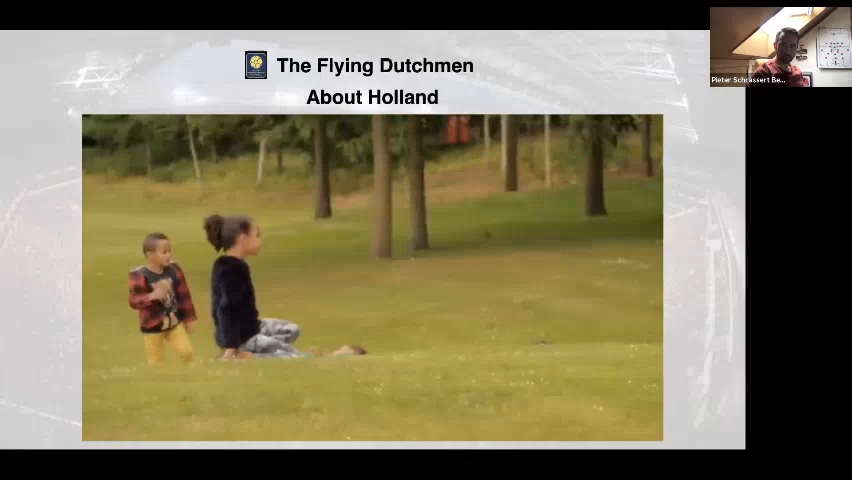 The Flying Dutchmen
About Holland
Pieter Schrassert Be...